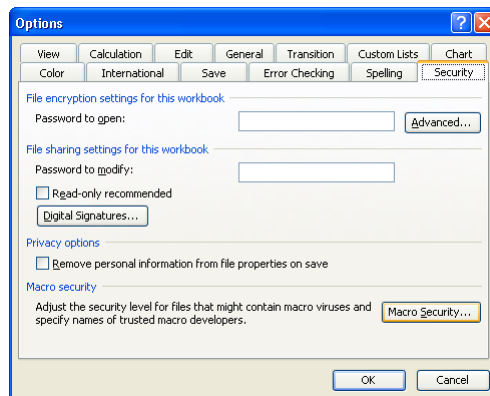 Options
View Calculation Edit General Transition Custom Lists Chart
Color International Save Error Checking Spelling Security
File encryption settings for this workbook
Password to open:
Advanced...
File sharing settings for this workbook
Password to modify:
Read-only recommended
Digital Signatures...
Privacy options
Remove personal information from file properties on save
Macro security
Adjust the security level for files that might contain macro viruses and
specify names of trusted macro developers.
Macro Security...
OK Cancel